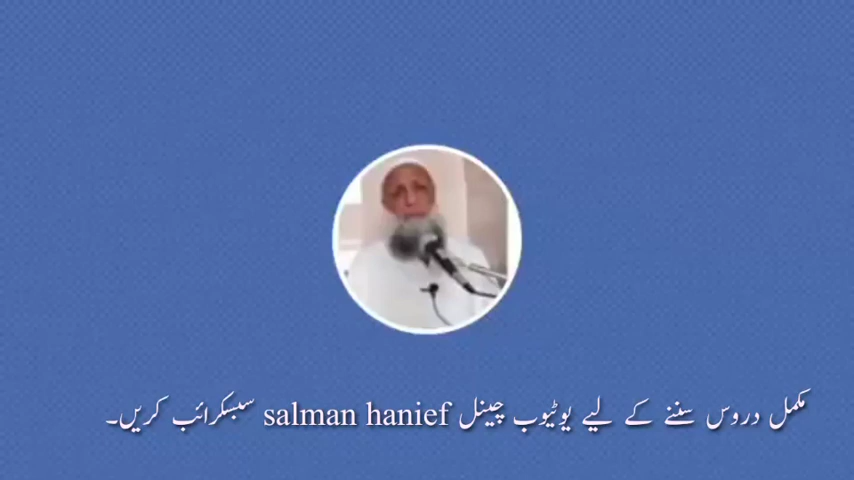 مکمل دروس سننے کے لیے یوٹیوب چینل salman hanief سبسکرائب کریں۔